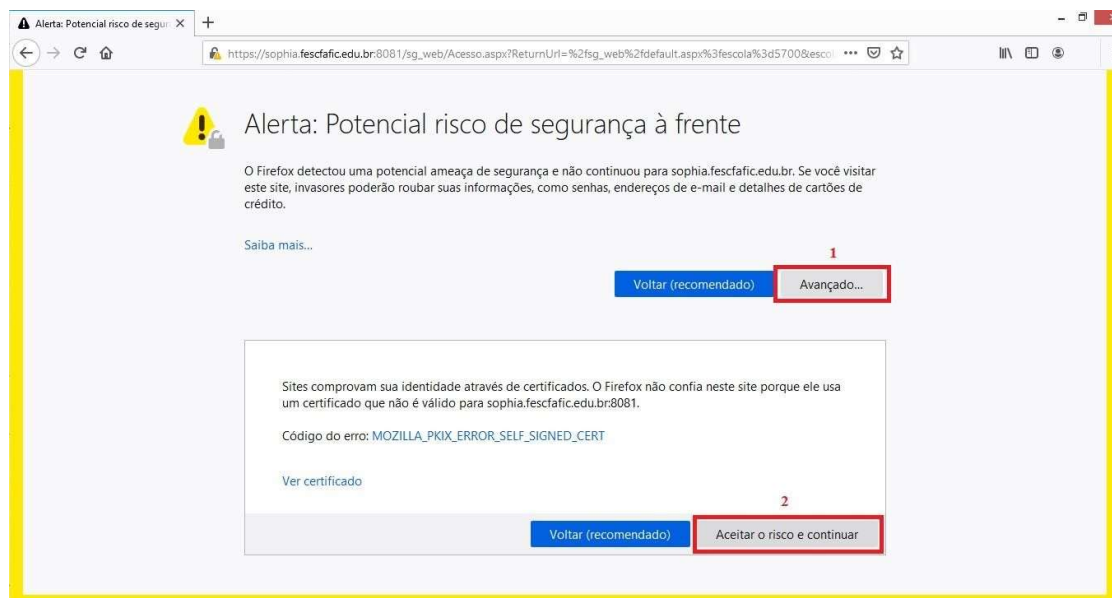 Alerta: Potencial risco de segur
https://sophia.fescfafic.edu.br:8081/sg_web/Acesso.aspx?ReturnUrl=%2fsg_web%2fdefault.aspx%3fescola%3d5700&esco
Alerta: Potencial risco de segurança à frente
O Firefox detectou uma potencial ameaça de segurança e não continuou para sophia.fescfafic.edu.br. Se você visitar
este site, invasores poderão roubar suas informações, como senhas, endereços de e-mail e detalhes de cartões de
crédito.
Saiba mais...
1
Voltar (recomendado) Avançado...
Sites comprovam sua identidade através de certificados. O Firefox não confia neste site porque ele usa
um certificado que não é válido para sophia.fescfafic.edu.br:8081.
Código do erro: MOZILLA_PKIX_ERROR_SELF_SIGNED_CERT
Ver certificado
2
Voltar (recomendado) Aceitar o risco e continuar